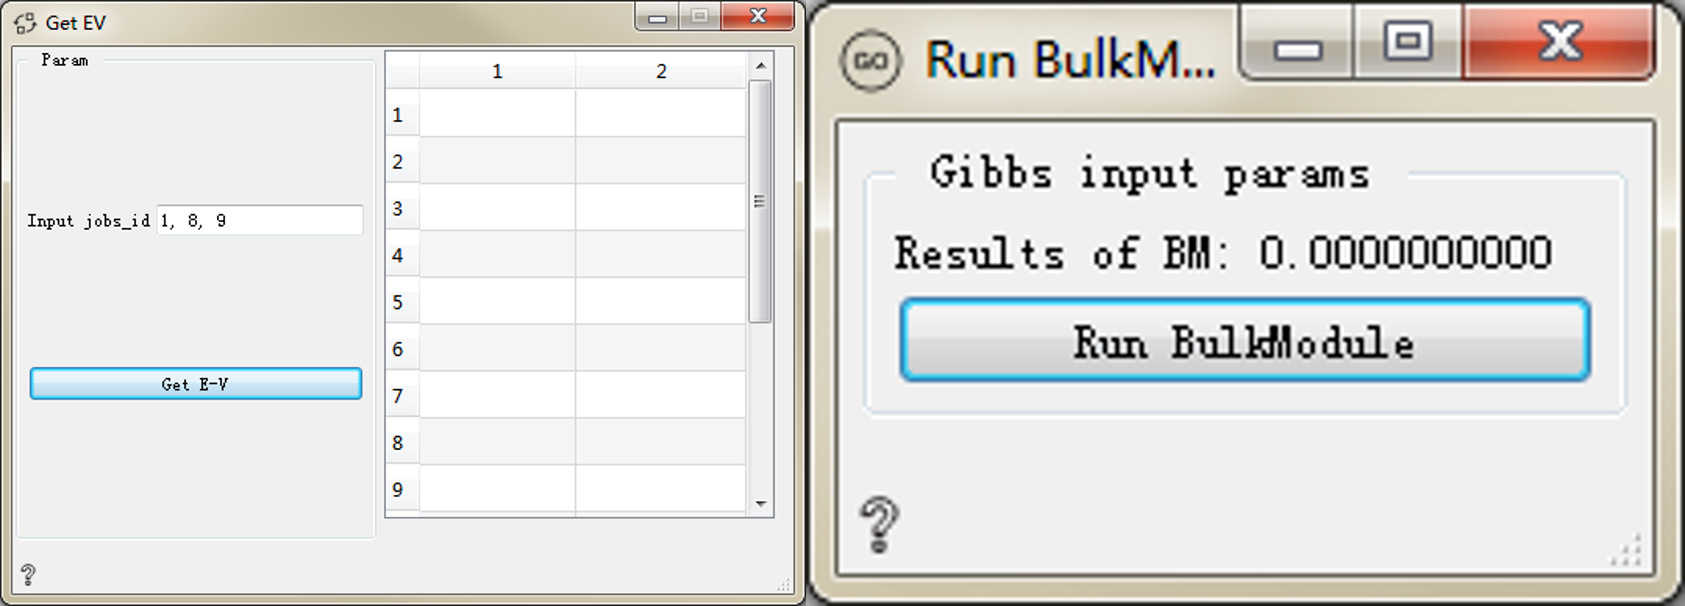 Get EV
Param
Input jobs_id 1, 8, 9
Get E-V
1 2
1
2
3
4
5
6
7
8
9
?
GO Run BulkM...
Gibbs input params
Results of BM: 0.0000000000
Run BulkModule
?